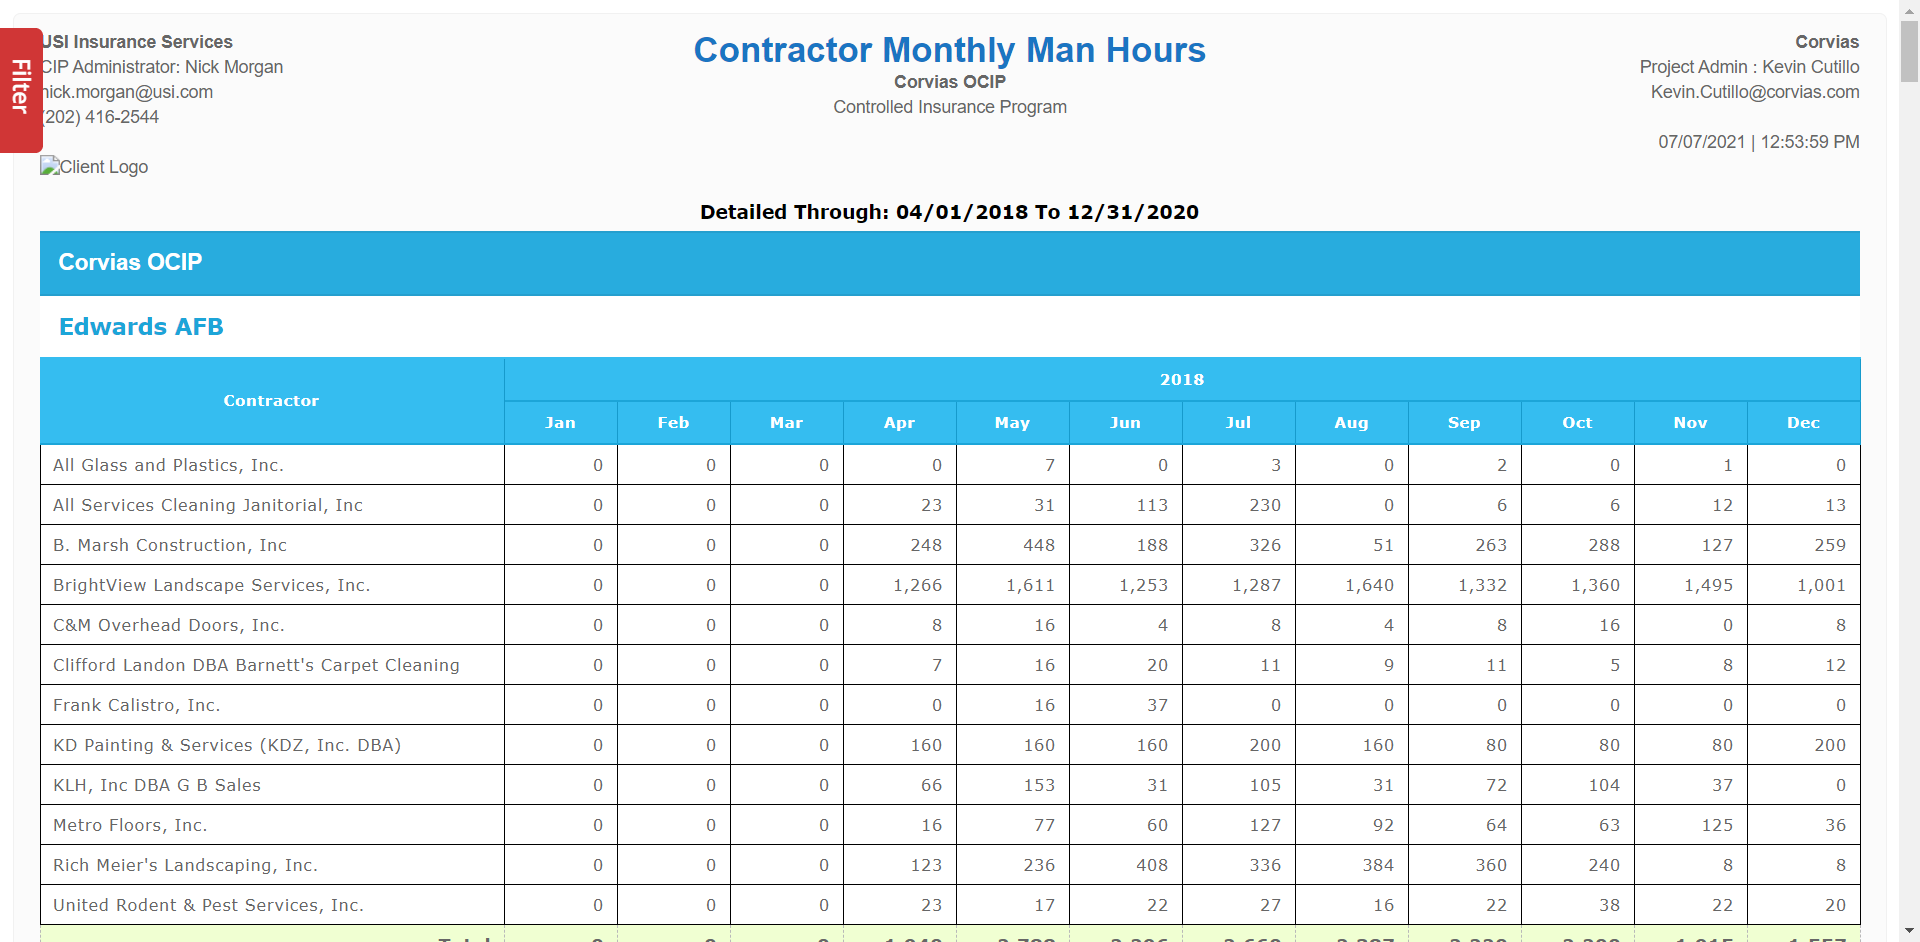 Filter
USI Insurance Services
CIP Administrator: Nick Morgan
nick.morgan@usi.com
(202) 416-2544
Client Logo
Contractor Monthly Man Hours
Corvias OCIP
Controlled Insurance Program
Corvias
Project Admin : Kevin Cutillo
Kevin.Cutillo@corvias.com
07/07/2021 | 12:53:59 PM
Detailed Through: 04/01/2018 To 12/31/2020
Corvias OCIP
Edwards AFB
Contractor 2018
Jan Feb Mar Apr May Jun Jul Aug Sep Oct Nov Dec
All Glass and Plastics, Inc. 0 0 0 0 7 0 3 0 2 0 1 0
All Services Cleaning Janitorial, Inc 0 0 0 23 31 113 230 0 6 6 12 13
B. Marsh Construction, Inc 0 0 0 248 448 188 326 51 263 288 127 259
BrightView Landscape Services, Inc. 0 0 0 1,266 1,611 1,253 1,287 1,640 1,332 1,360 1,495 1,001
C&M Overhead Doors, Inc. 0 0 0 8 16 4 8 4 8 16 0 8
Clifford Landon DBA Barnett's Carpet Cleaning 0 0 0 7 16 20 11 9 11 5 8 12
Frank Calistro, Inc. 0 0 0 0 16 37 0 0 0 0 0 0
KD Painting & Services (KDZ, Inc. DBA) 0 0 0 160 160 160 200 160 80 80 80 200
KLH, Inc DBA G B Sales 0 0 0 66 153 31 105 31 72 104 37 0
Metro Floors, Inc. 0 0 0 16 77 60 127 92 64 63 125 36
Rich Meier's Landscaping, Inc. 0 0 0 123 236 408 336 384 360 240 8 8
United Rodent & Pest Services, Inc. 0 0 0 23 17 22 27 16 22 38 22 20
Total